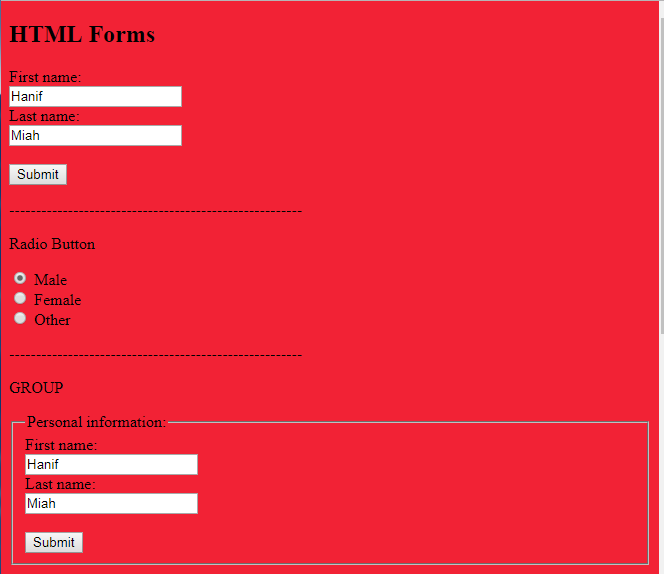 HTML Forms
First name:
Hanif
Last name:
Miah
Submit
-------------------------------------------------------
Radio Button
Male
Female
Other
-------------------------------------------------------
GROUP
Personal information:
First name:
Hanif
Last name:
Miah
Submit